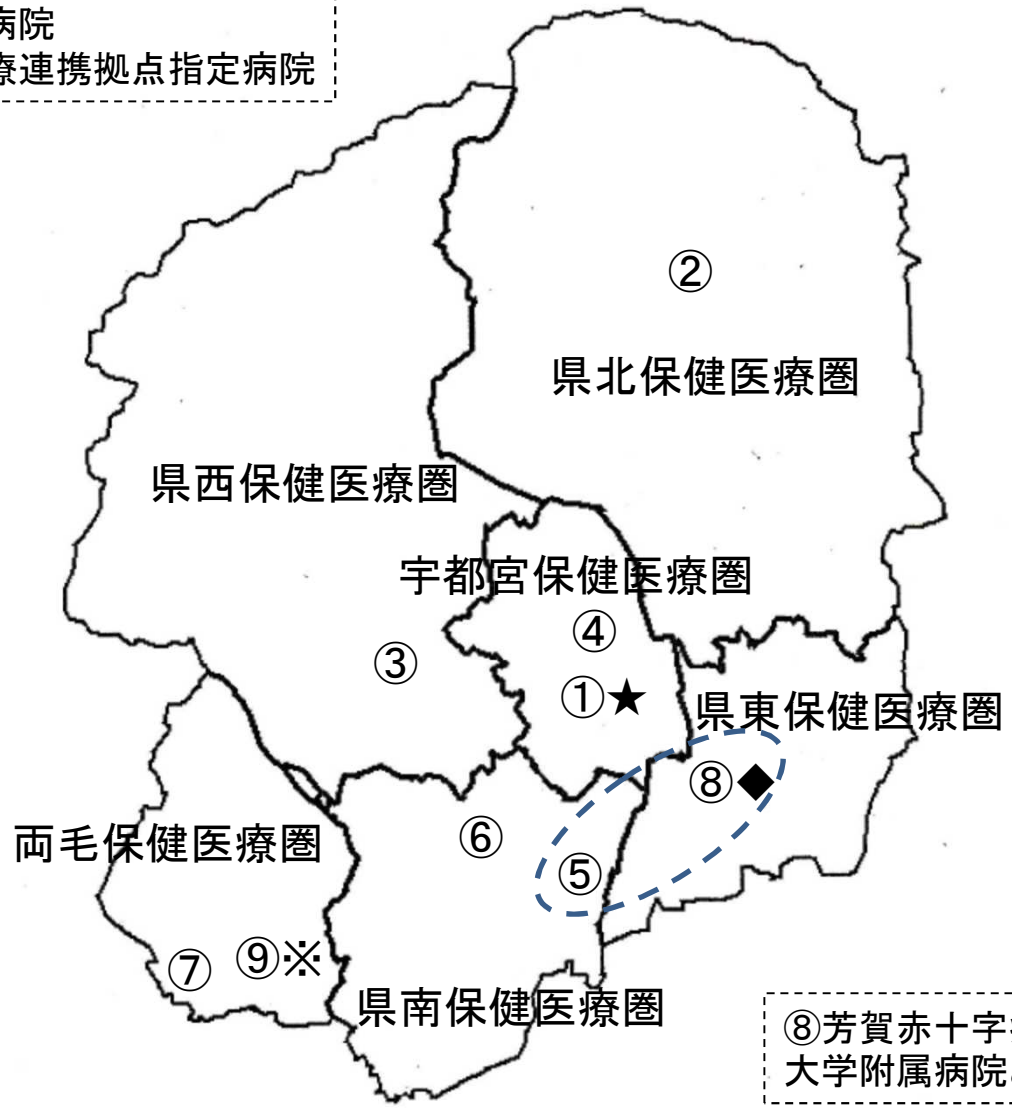 病院
療連携拠点指定病院
②
県北保健医療圏
県西保健医療圏
宇都宮保健医療圏
④
③
①★
県東保健医療圏
⑧◆
⑥
両毛保健医療圏
⑤
⑨※
⑦
県南保健医療圏
⑧芳賀赤十字
大学附属病院